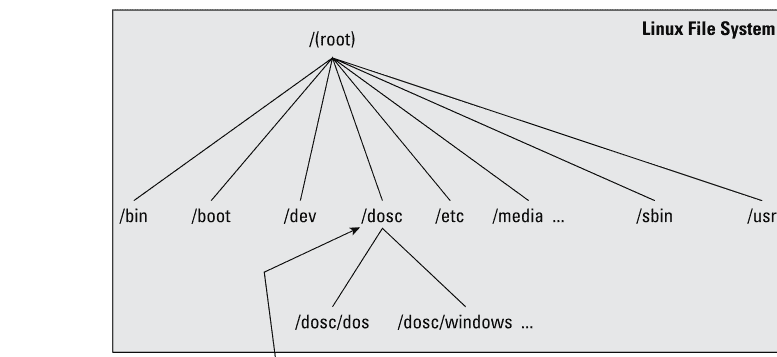 Linux File System
/(root)
/bin /boot /dev /dosc /etc /media ... /sbin /usr
/dosc/dos /dosc/windows ...